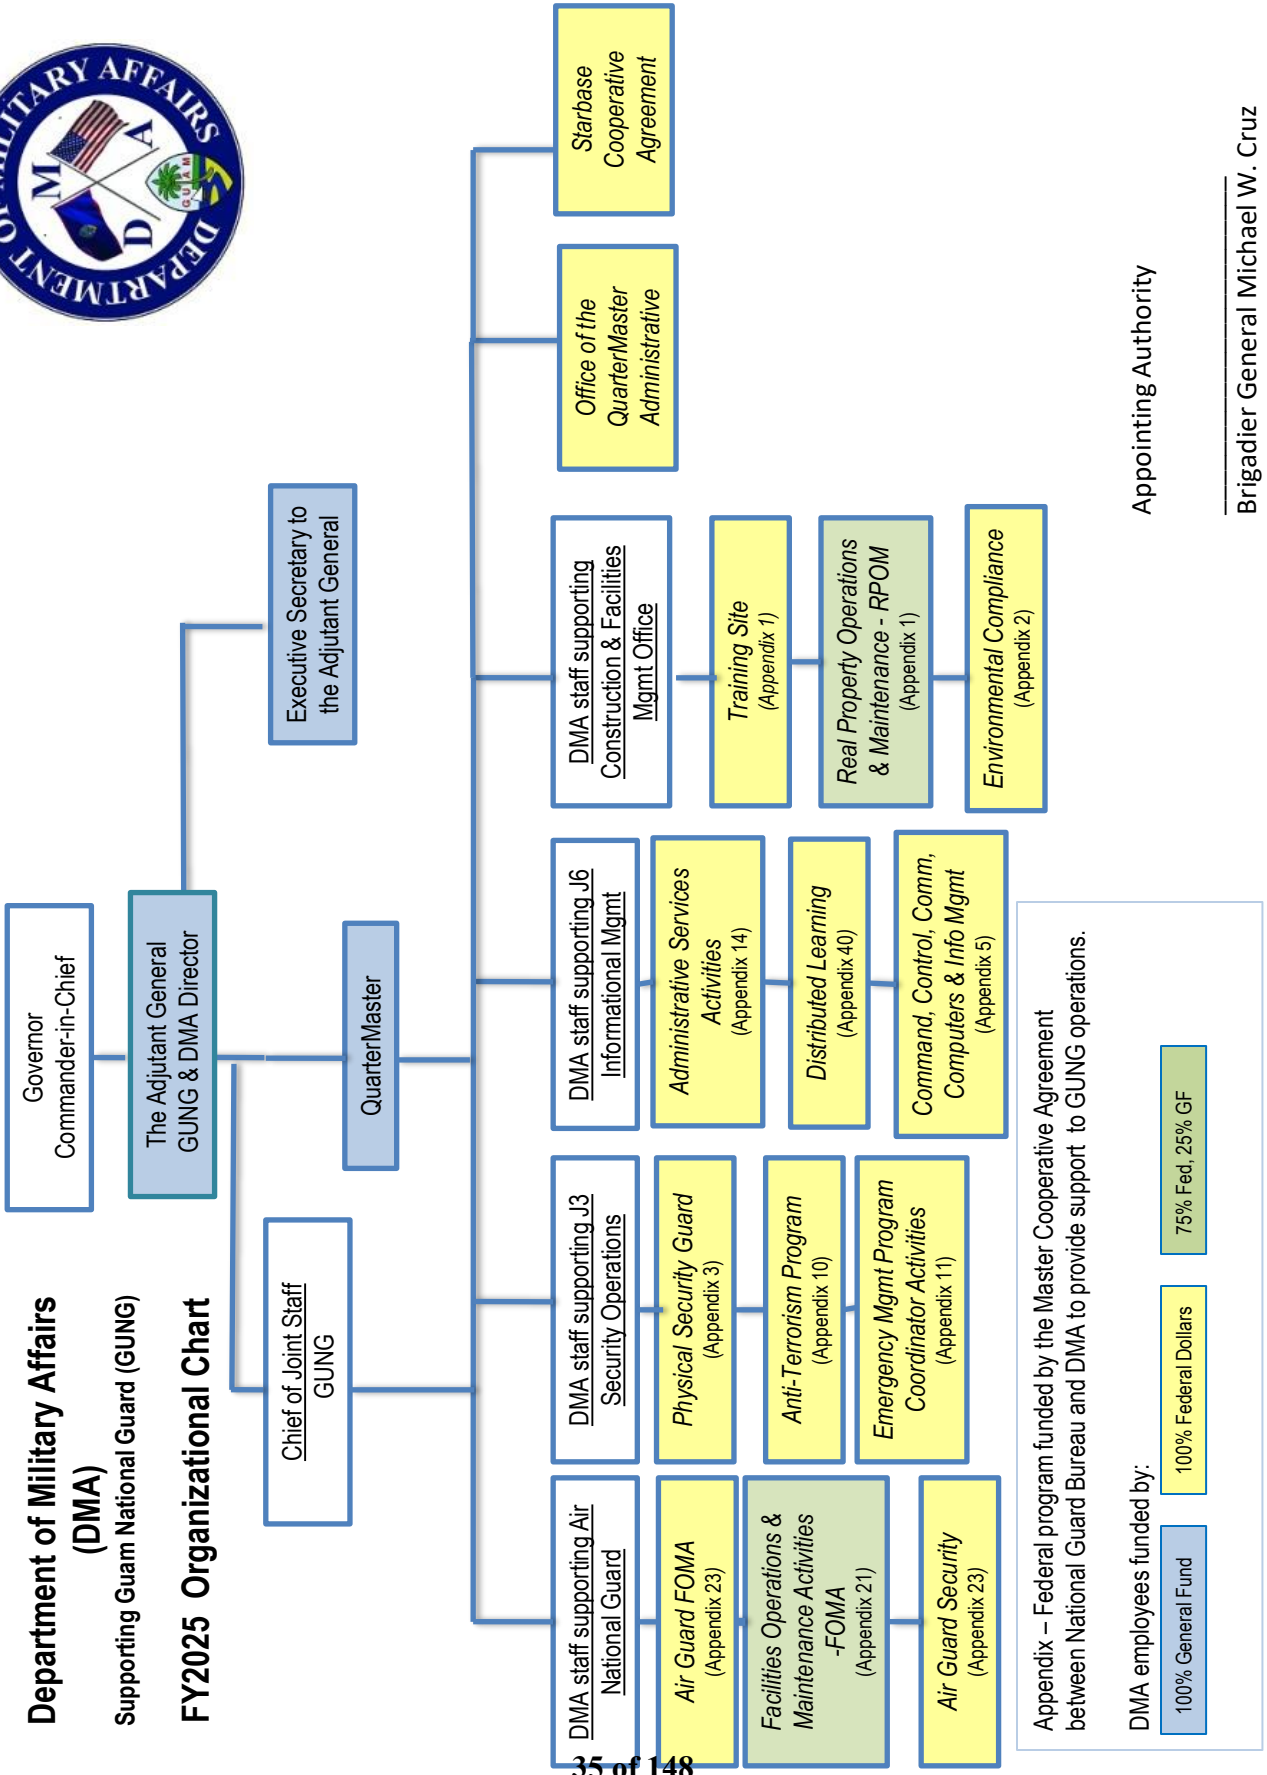 Department of Military Affairs
(DMA)
Supporting Guam National Guard (GUNG)
FY2025 Organizational Chart
DEPARTMENT OF MILITARY AFFAIRS
D M A
GUAM
Governor
Commander-in-Chief
The Adjutant General
GUNG & DMA Director
Executive Secretary to
the Adjutant General
Chief of Joint Staff
GUNG
QuarterMaster
DMA staff supporting Air
National Guard
Air Guard FOMA
(Appendix 23)
Facilities Operations &
Maintenance Activities
-FOMA
(Appendix 21)
Air Guard Security
(Appendix 23)
DMA staff supporting J3
Security Operations
Physical Security Guard
(Appendix 3)
Anti-Terrorism Program
(Appendix 10)
Emergency Mgmt Program
Coordinator Activities
(Appendix 11)
DMA staff supporting J6
Informational Mgmt
Administrative Services
Activities
(Appendix 14)
Distributed Learning
(Appendix 40)
Command, Control, Comm,
Computers & Info Mgmt
(Appendix 5)
DMA staff supporting
Construction & Facilities
Mgmt Office
Training Site
(Appendix 1)
Real Property Operations
& Maintenance - RPOM
(Appendix 1)
Environmental Compliance
(Appendix 2)
Office of the
QuarterMaster
Administrative
Starbase
Cooperative
Agreement
Appendix – Federal program funded by the Master Cooperative Agreement
between National Guard Bureau and DMA to provide support to GUNG operations.
DMA employees funded by:
100% General Fund
100% Federal Dollars
75% Fed, 25% GF
Appointing Authority
Brigadier General Michael W. Cruz
35 of 148